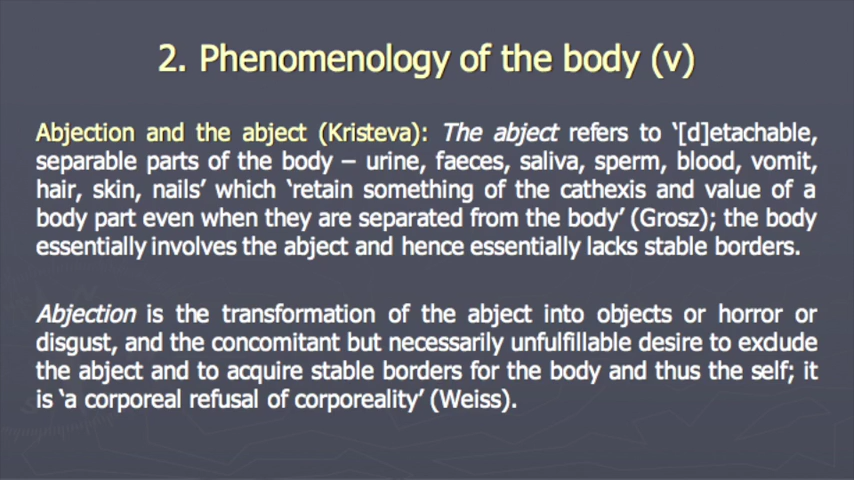 2. Phenomenology of the body (v)
Abjection and the abject (Kristeva): The abject refers to ‘[d]etachable,
separable parts of the body – urine, faeces, saliva, sperm, blood, vomit,
hair, skin, nails’ which ‘retain something of the cathexis and value of a
body part even when they are separated from the body’ (Grosz); the body
essentially involves the abject and hence essentially lacks stable borders.
Abjection is the transformation of the abject into objects or horror or
disgust, and the concomitant but necessarily unfulfillable desire to exclude
the abject and to acquire stable borders for the body and thus the self; it
is ‘a corporeal refusal of corporeality’ (Weiss).